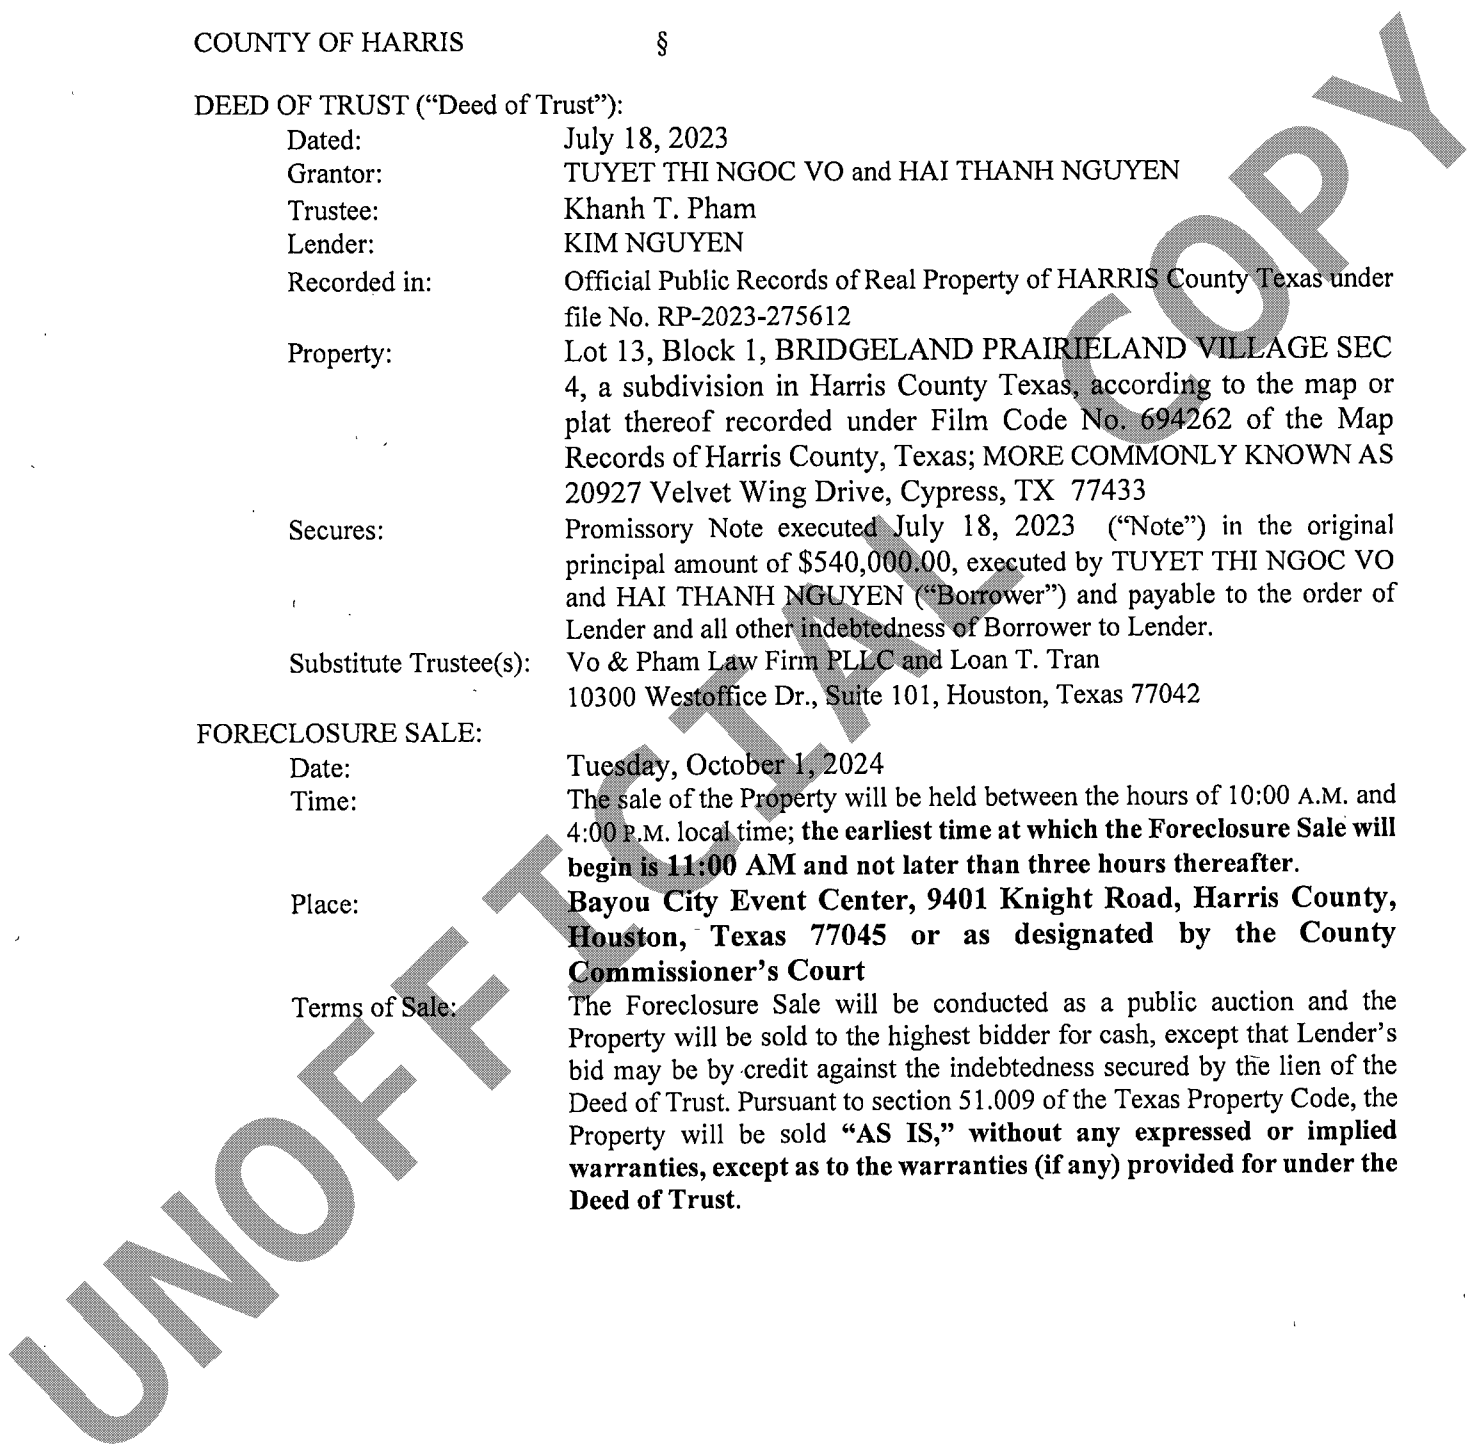 COUNTY OF HARRIS §
DEED OF TRUST (“Deed of Trust”):
Dated: July 18, 2023
Grantor: TUYET THI NGOC VO and HAI THANH NGUYEN
Trustee: Khanh T. Pham
Lender: KIM NGUYEN
Recorded in: Official Public Records of Real Property of HARRIS County Texas under
file No. RP-2023-275612
Property: Lot 13, Block 1, BRIDGELAND PRAIRIELAND VILLAGE SEC
4, a subdivision in Harris County Texas, according to the map or
plat thereof recorded under Film Code No. 694262 of the Map
Records of Harris County, Texas; MORE COMMONLY KNOWN AS
20927 Velvet Wing Drive, Cypress, TX 77433
Secures: Promissory Note executed July 18, 2023 (“Note”) in the original
principal amount of $540,000.00, executed by TUYET THI NGOC VO
and HAI THANH NGUYEN (“Borrower”) and payable to the order of
Lender and all other indebtedness of Borrower to Lender.
Substitute Trustee(s): Vo & Pham Law Firm PLLC and Loan T. Tran
10300 Westoffice Dr., Suite 101, Houston, Texas 77042
FORECLOSURE SALE:
Date: Tuesday, October 1, 2024
Time: The sale of the Property will be held between the hours of 10:00 A.M. and
4:00 P.M. local time; the earliest time at which the Foreclosure Sale will
begin is 11:00 AM and not later than three hours thereafter.
Place: Bayou City Event Center, 9401 Knight Road, Harris County,
Houston, Texas 77045 or as designated by the County
Commissioner’s Court
Terms of Sale: The Foreclosure Sale will be conducted as a public auction and the
Property will be sold to the highest bidder for cash, except that Lender’s
bid may be by credit against the indebtedness secured by the lien of the
Deed of Trust. Pursuant to section 51.009 of the Texas Property Code, the
Property will be sold “AS IS,” without any expressed or implied
warranties, except as to the warranties (if any) provided for under the
Deed of Trust.
UNOFFICIAL COPY